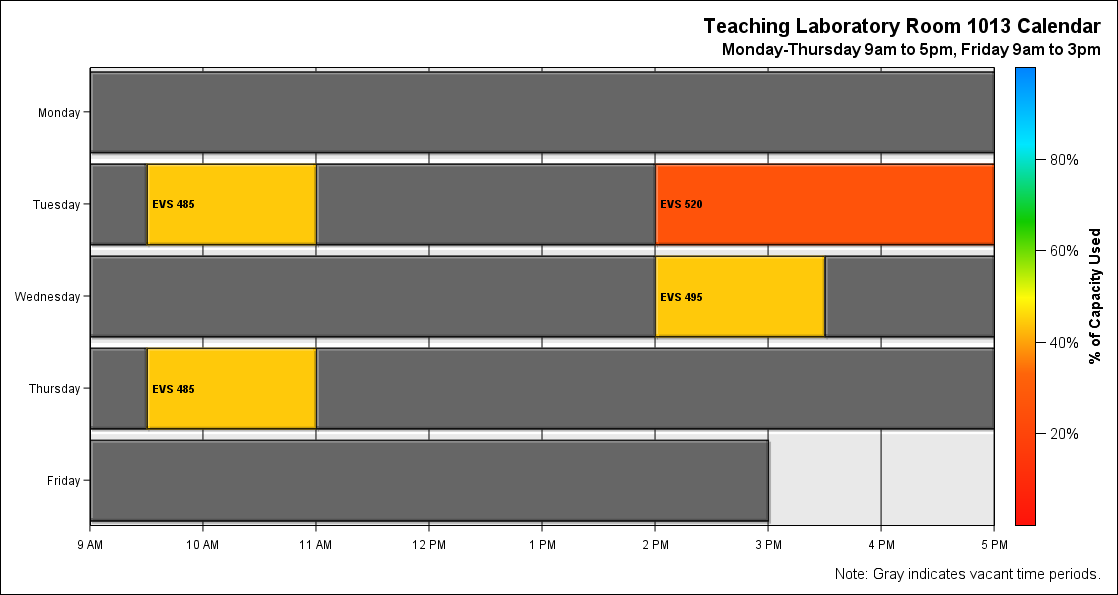 Teaching Laboratory Room 1013 Calendar
Monday-Thursday 9am to 5pm, Friday 9am to 3pm
Monday
Tuesday
EVS 485
EVS 520
Wednesday
EVS 495
Thursday
EVS 485
Friday
9 AM
10 AM
11 AM
12 PM
1 PM
2 PM
3 PM
4 PM
5 PM
80%
60%
40%
20%
% of Capacity Used
Note: Gray indicates vacant time periods.